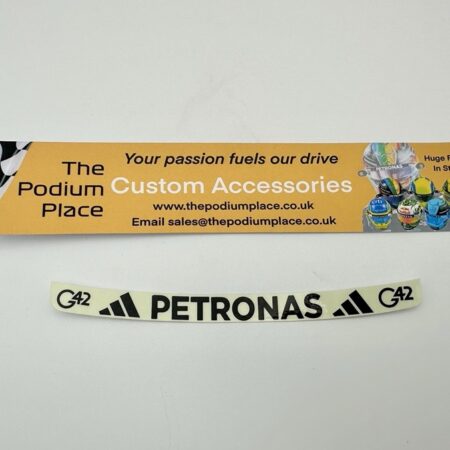 The
Podium
Place
Your passion fuels our drive
Custom Accessories
www.thepodiumplace.co.uk
Email sales@thepodiumplace.co.uk
PETRONAS
G42 PETRONAS G42